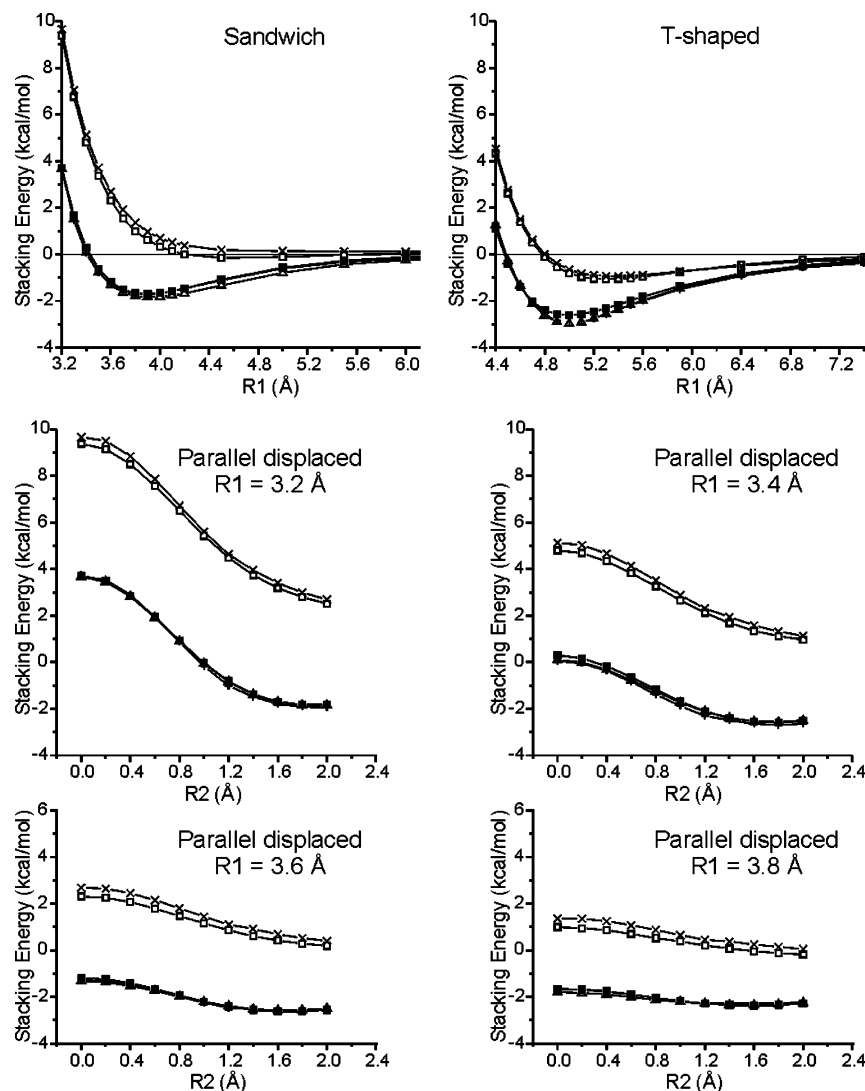 Sandwich
Stacking Energy (kcal/mol)
10
8
6
4
2
0
-2
-4
3.2 3.6 4.0 4.4 4.8 5.2 5.6 6.0
R1 (Å)
T-shaped
Stacking Energy (kcal/mol)
10
8
6
4
2
0
-2
-4
4.4 4.8 5.2 5.6 6.0 6.4 6.8 7.2
R1 (Å)
Parallel displaced
R1 = 3.2 Å
Stacking Energy (kcal/mol)
10
8
6
4
2
0
-2
-4
0.0 0.4 0.8 1.2 1.6 2.0 2.4
R2 (Å)
Parallel displaced
R1 = 3.4 Å
Stacking Energy (kcal/mol)
10
8
6
4
2
0
-2
-4
0.0 0.4 0.8 1.2 1.6 2.0 2.4
R2 (Å)
Parallel displaced
R1 = 3.6 Å
Stacking Energy (kcal/mol)
6
4
2
0
-2
-4
0.0 0.4 0.8 1.2 1.6 2.0 2.4
R2 (Å)
Parallel displaced
R1 = 3.8 Å
Stacking Energy (kcal/mol)
6
4
2
0
-2
-4
0.0 0.4 0.8 1.2 1.6 2.0 2.4
R2 (Å)